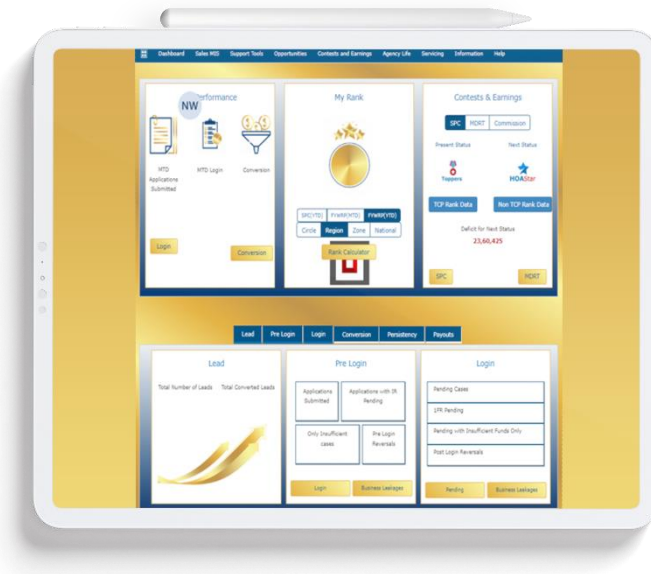 Dashboard Sales MIS Support Tools Opportunities Contests and Earnings Agency Life Servicing Information Help
Performance
NW
MTD Applications Submitted
MTD Login
Conversion
Login
Conversion
My Rank
SPC(YTD) FYWRP(MTD) FYWRP(YTD)
Circle Region Zone National
Rank Calculator
Contests & Earnings
SPC MDRT Commission
Present Status Next Status
Toppers
HOAStar
TCP Rank Data Non TCP Rank Data
Deficit for Next Status
23,60,425
SPC MDRT
Lead Pre Login Login Conversion Persistency Payouts
Lead
Total Number of Leads Total Converted Leads
Pre Login
Applications Submitted
Applications with IR Pending
Only Insufficient cases
Pre Login Reversals
Login Business Leakages
Login
Pending Cases
1FR Pending
Pending with Insufficient Funds Only
Post Login Reversals
Pending Business Leakages